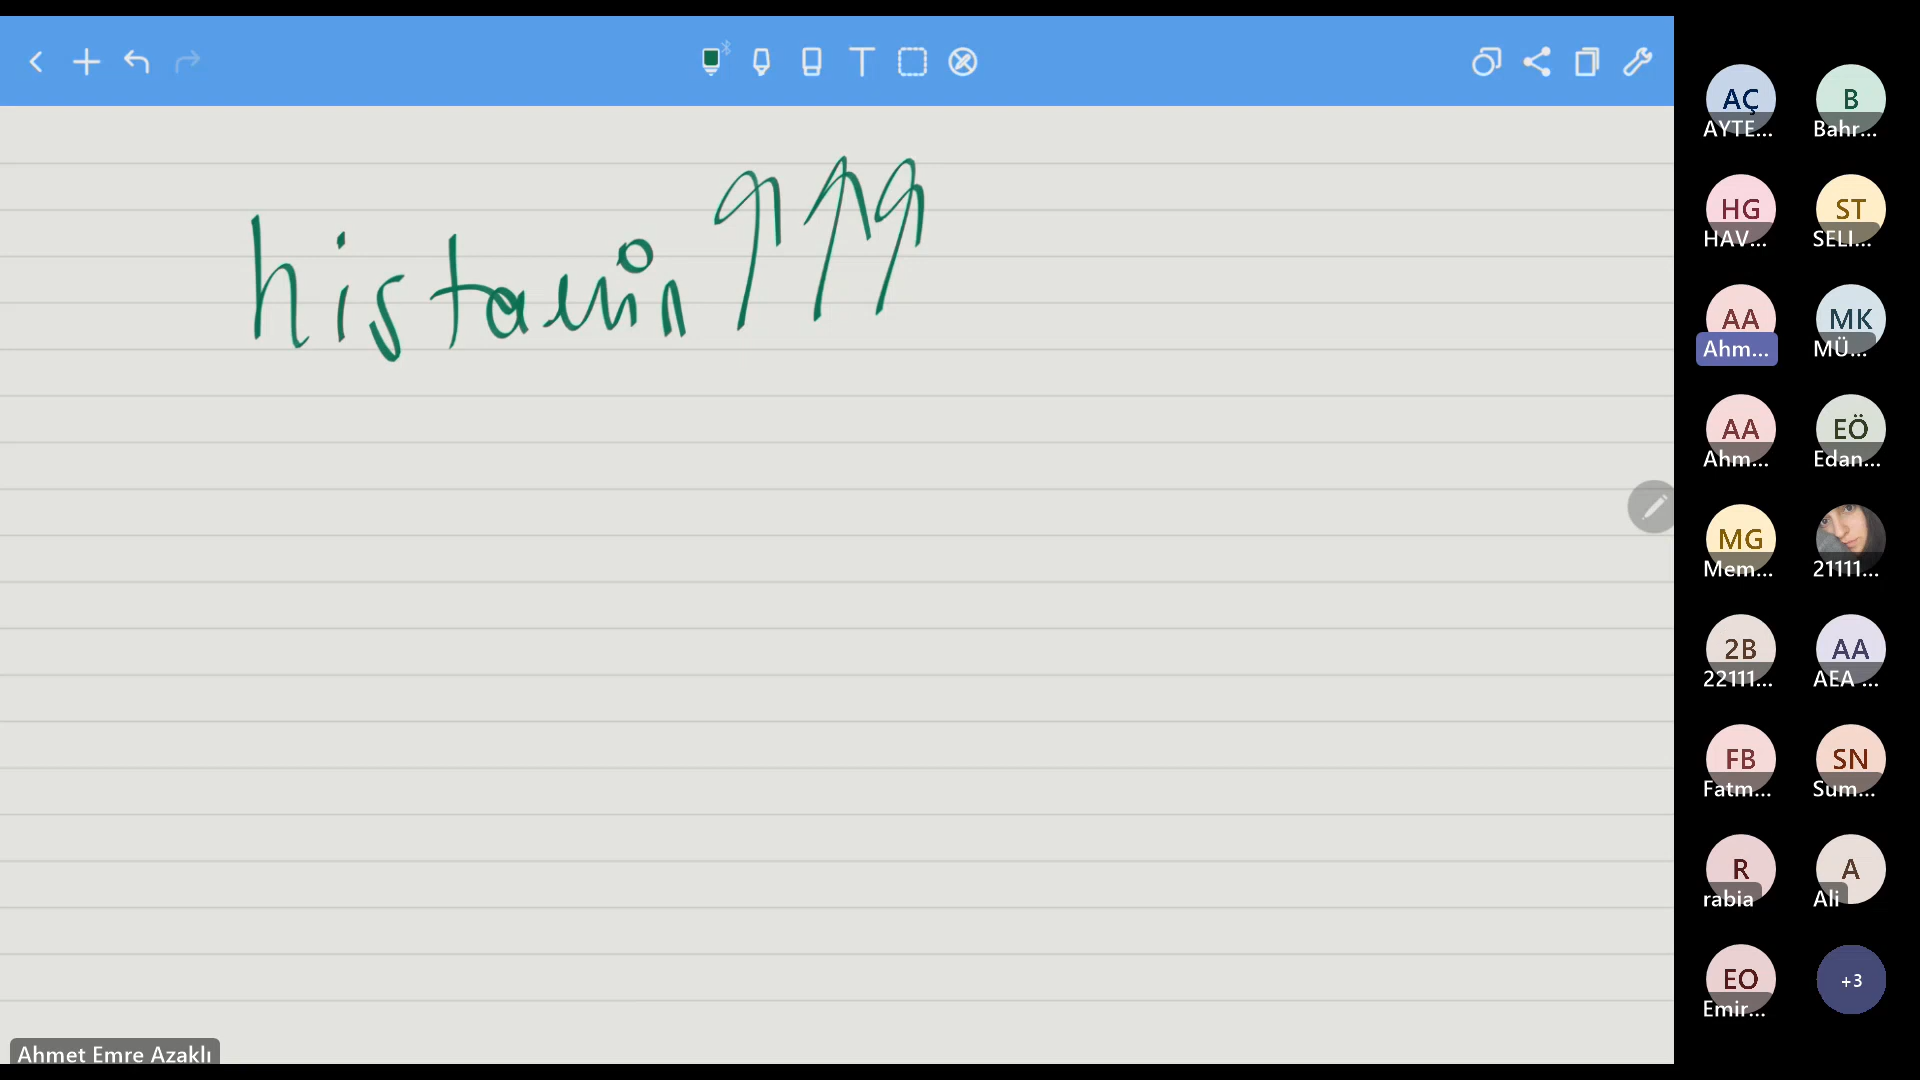 histamin ↑↑↑
AÇ
AYTE...
B
Bahr...
HG
HAV...
ST
SELI...
AA
Ahm...
MK
MÜ...
AA
Ahm...
EÖ
Edan...
MG
Mem...
21111...
2B
22111...
AA
AEA ...
FB
Fatm...
SN
Sum...
R
rabia
A
Ali
EO
Emir...
+3
Ahmet Emre Azaklı